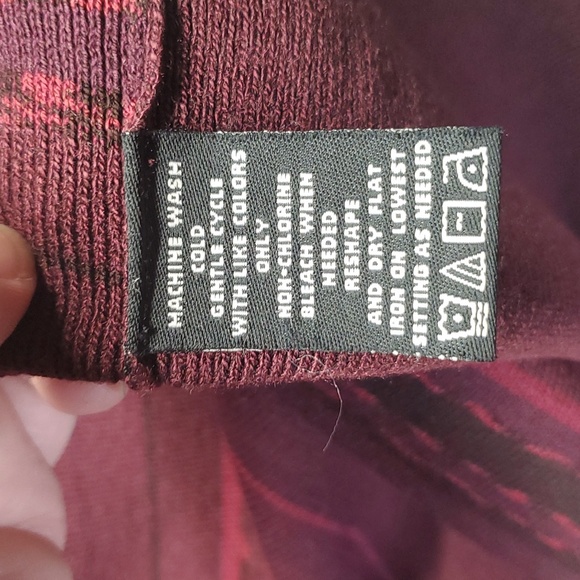 MACHINE WASH
COLD
GENTLE CYCLE
WITH LIKE COLORS
ONLY
NON-CHLORINE
BLEACH WHEN
NEEDED
RESHAPE
AND DRY FLAT
IRON ON LOWEST
SETTING AS NEEDED